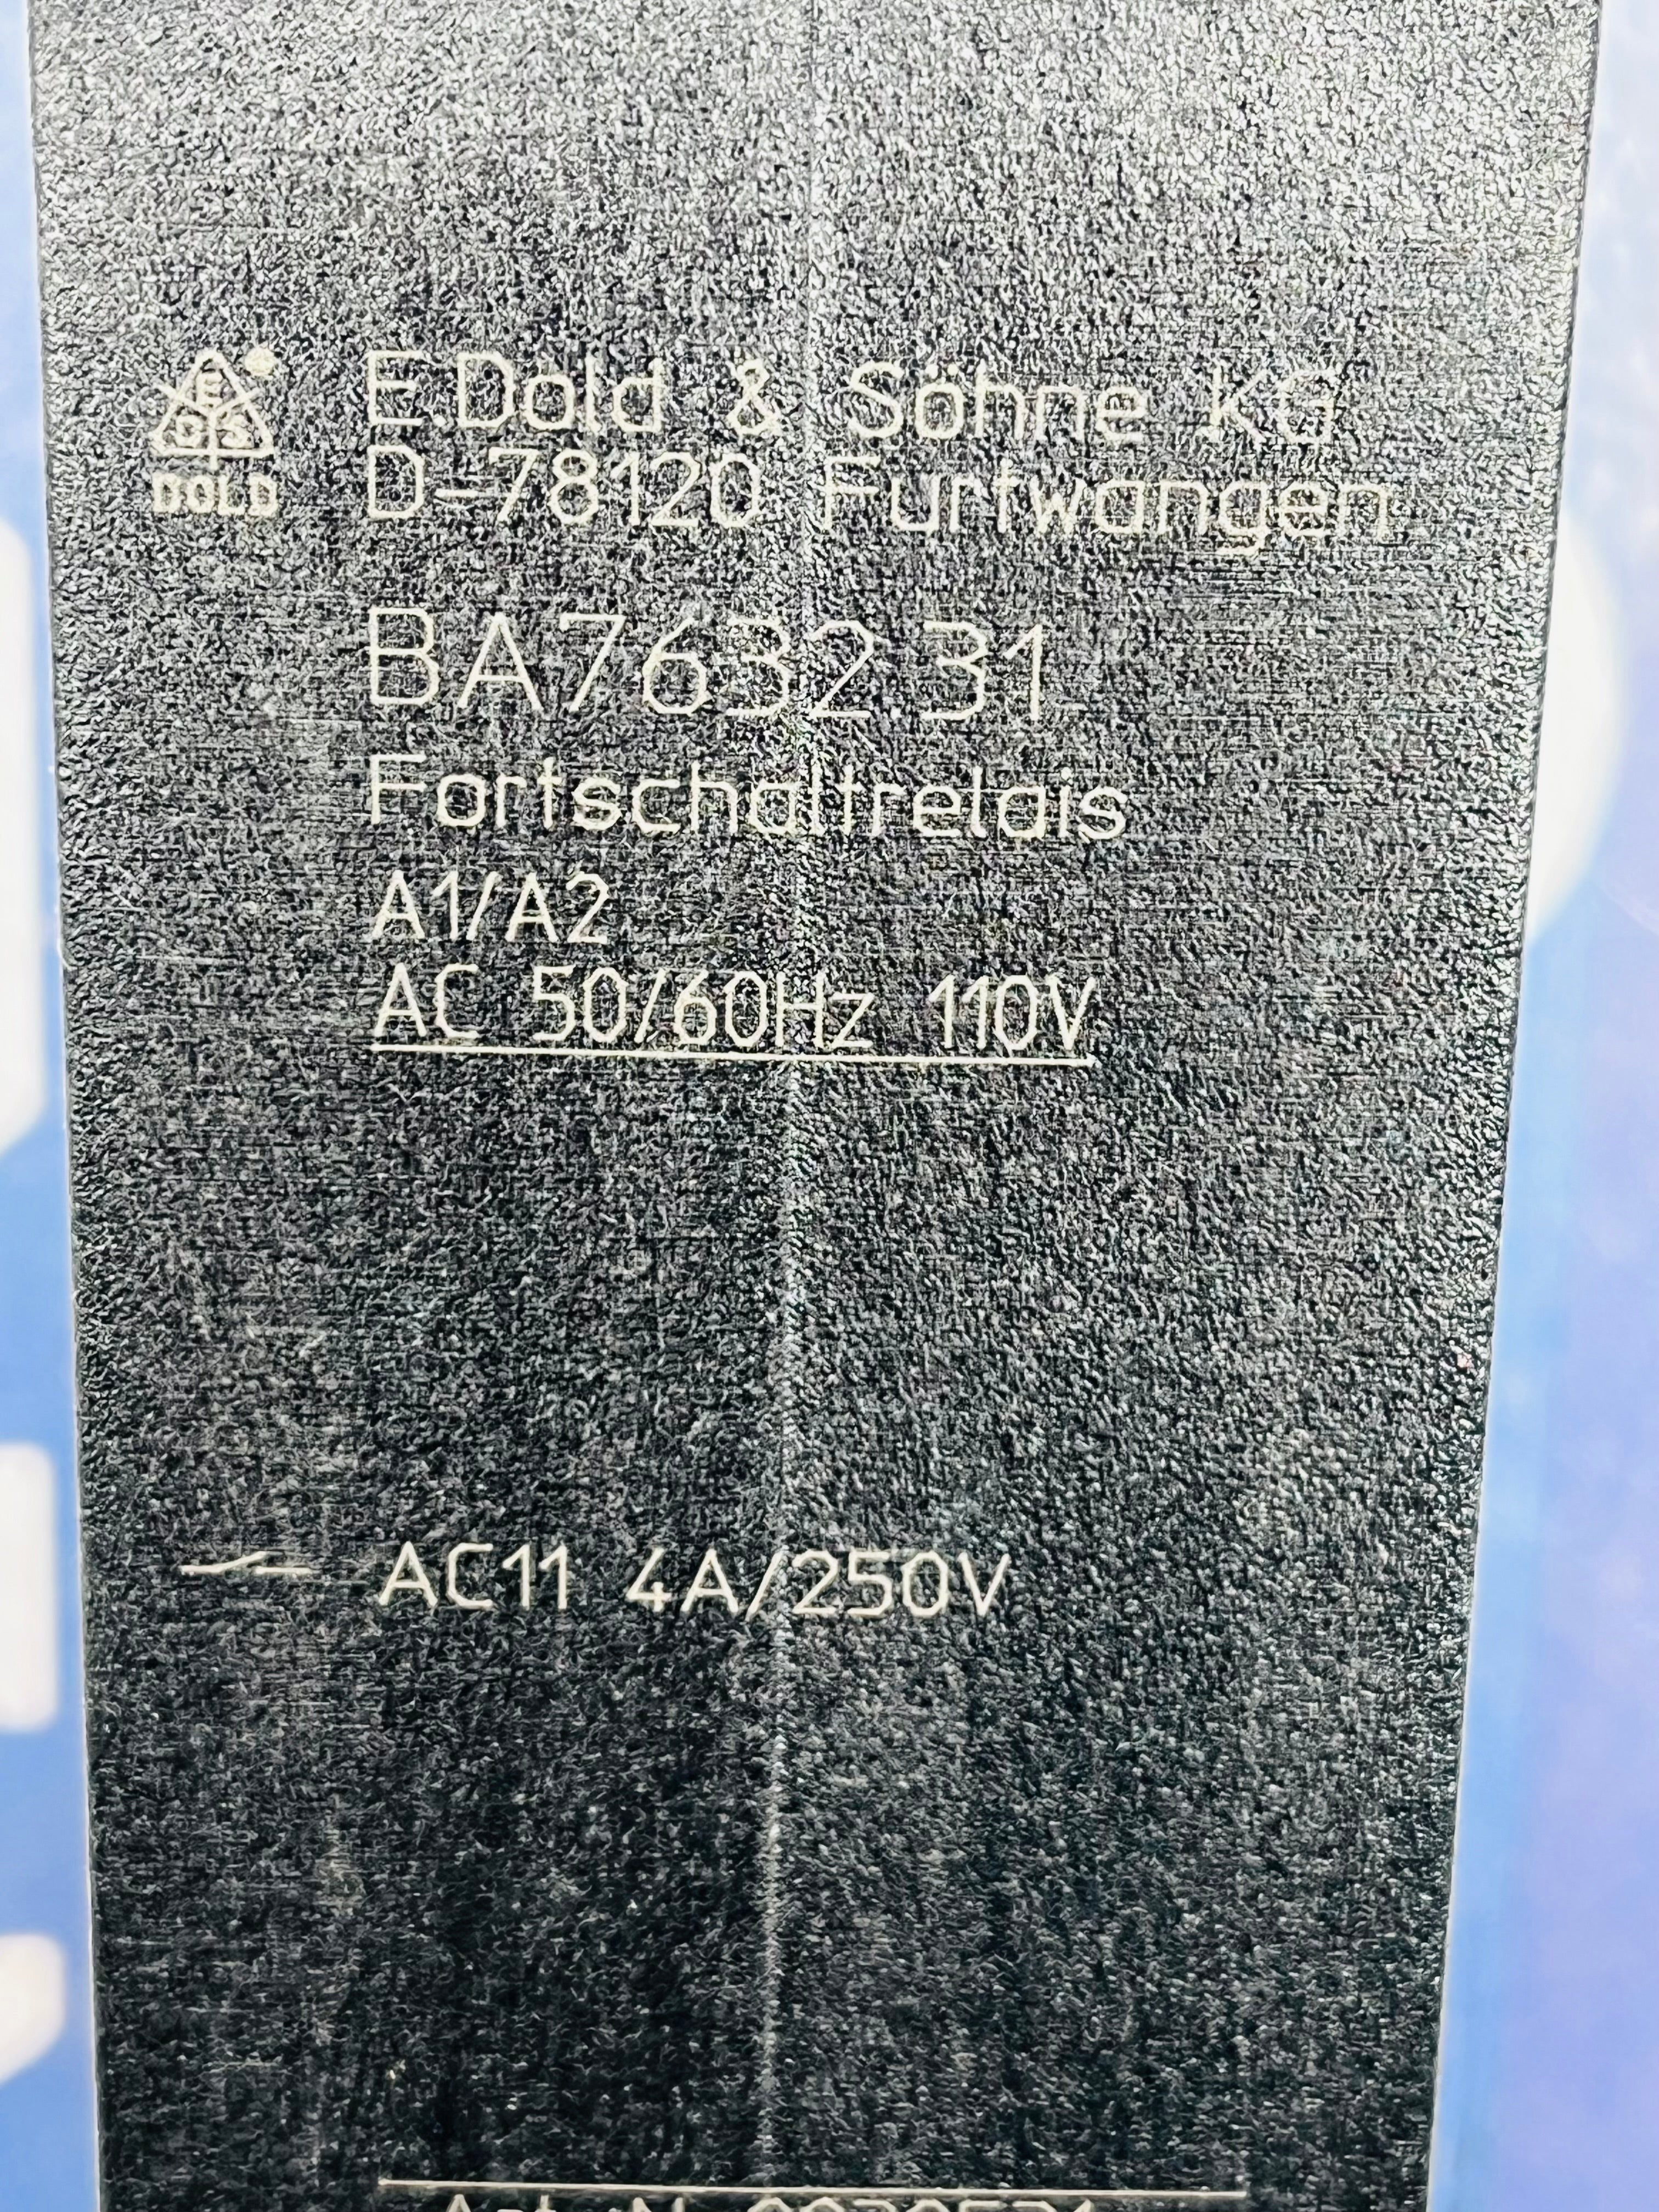 E.Dold & Söhne KG
D-78120 Furtwangen
E
D S
DOLD
BA7632 31
Fortschaltrelais
A1/A2
AC 50/60Hz 110V
AC11 4A/250V